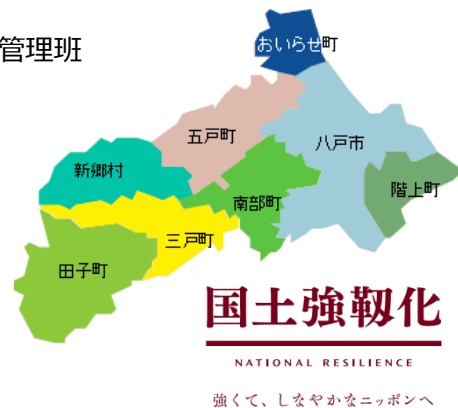 管理班
おいらせ町
五戸町
八戸市
新郷村
階上町
南部町
三戸町
田子町
国土強靱化
NATIONAL RESILIENCE
強くて、しなやかなニッポンへ